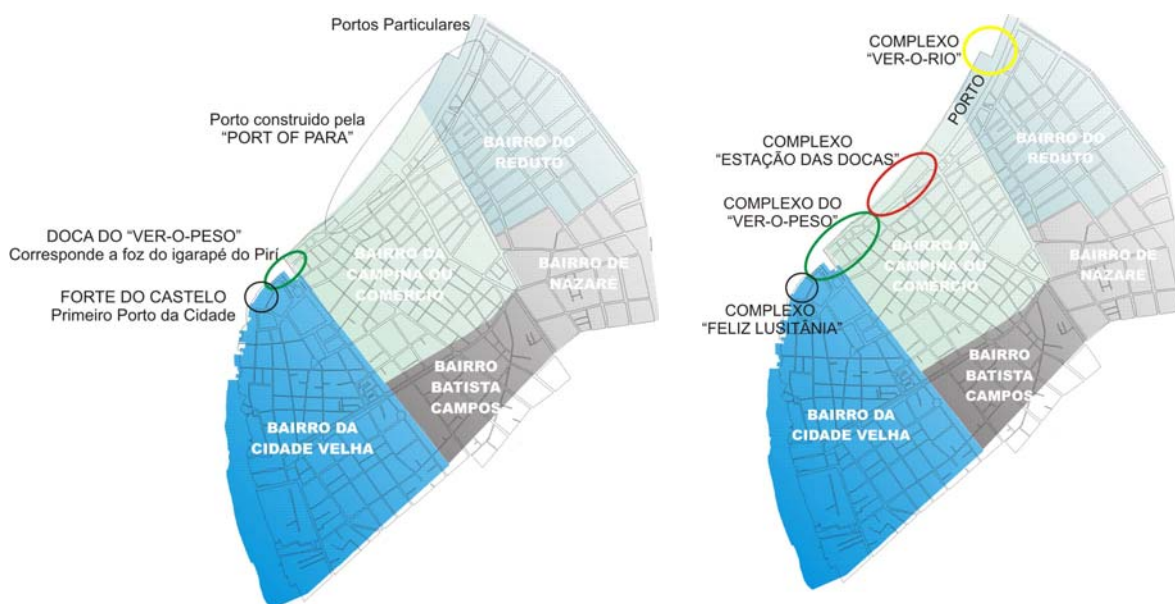 Portos Particulares
Porto construido pela
“PORT OF PARA”
BAIRRO DO
REDUTO
DOCA DO “VER-O-PESO”
Corresponde a foz do igarapé do Pirí
BAIRRO DA
CAMPINA OU
COMERCIO
BAIRRO DE
NAZARE
FORTE DO CASTELO
Primeiro Porto da Cidade
BAIRRO
BATISTA
CAMPOS
BAIRRO DA
CIDADE VELHA
COMPLEXO
“VER-O-RIO”
PORTO
COMPLEXO
“ESTAÇÃO DAS DOCAS”
BAIRRO DO
REDUTO
COMPLEXO DO
“VER-O-PESO”
BAIRRO DA
CAMPINA OU
COMERCIO
BAIRRO DE
NAZARE
COMPLEXO
“FELIZ LUSITÂNIA”
BAIRRO
BATISTA
CAMPOS
BAIRRO DA
CIDADE VELHA